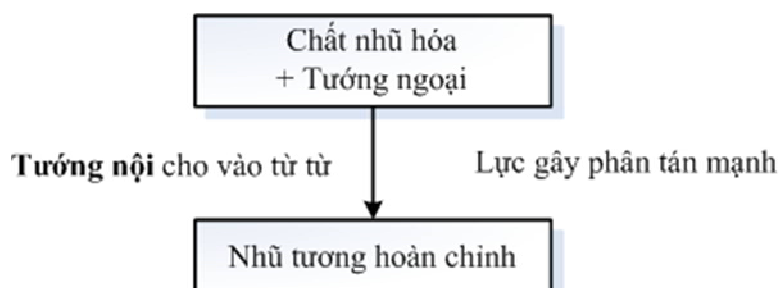 Chất nhũ hóa
+ Tướng ngoại
Tướng nội cho vào từ từ
Lực gây phân tán mạnh
Nhũ tương hoàn chỉnh